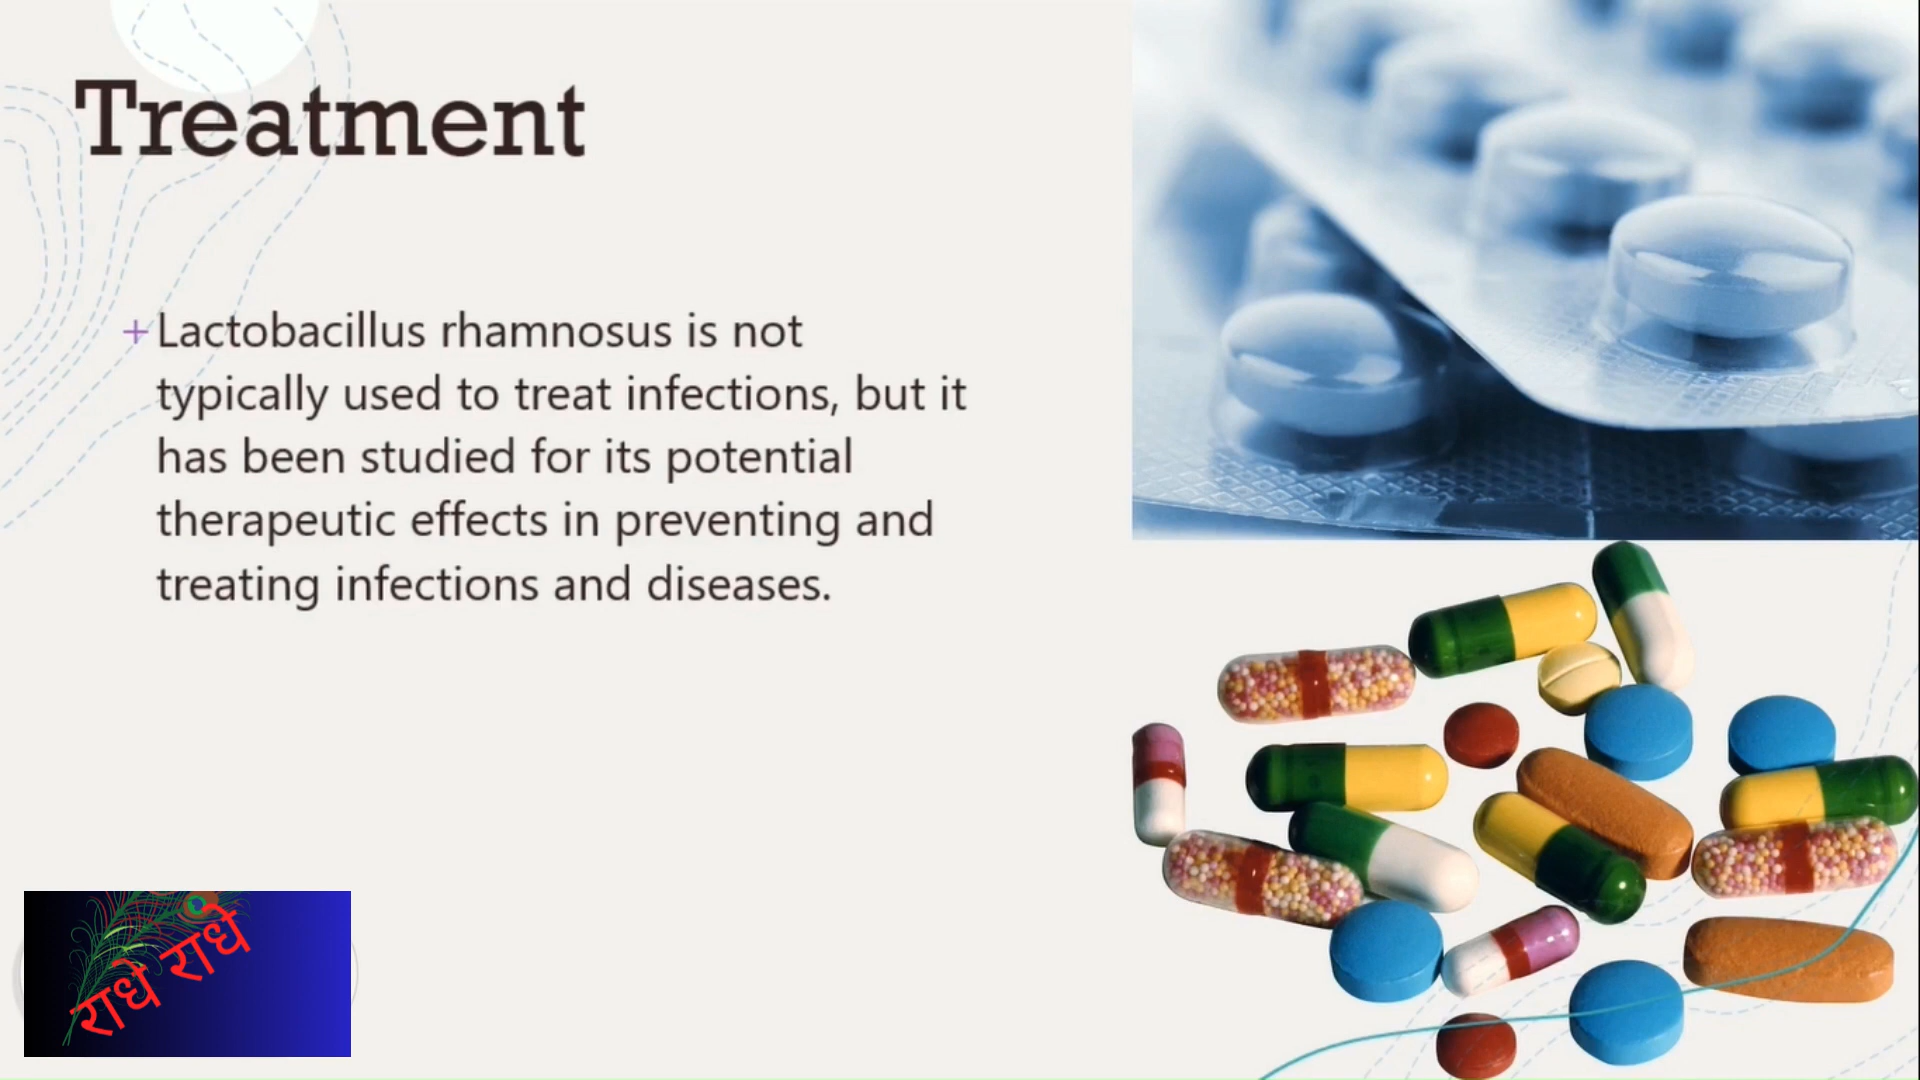 Treatment
+ Lactobacillus rhamnosus is not
typically used to treat infections, but it
has been studied for its potential
therapeutic effects in preventing and
treating infections and diseases.
राधे राधे